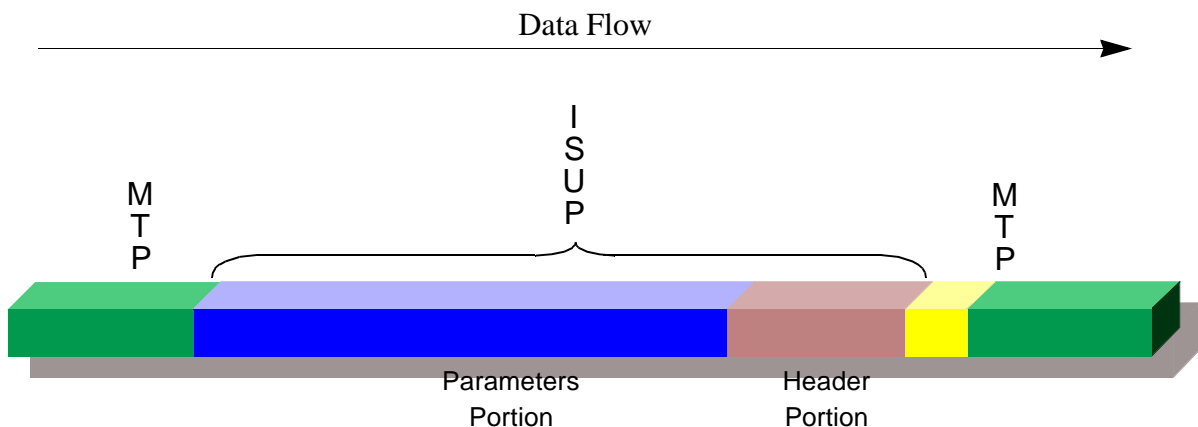 Data Flow
I
S
U
P
M
T
P
M
T
P
Parameters
Portion
Header
Portion